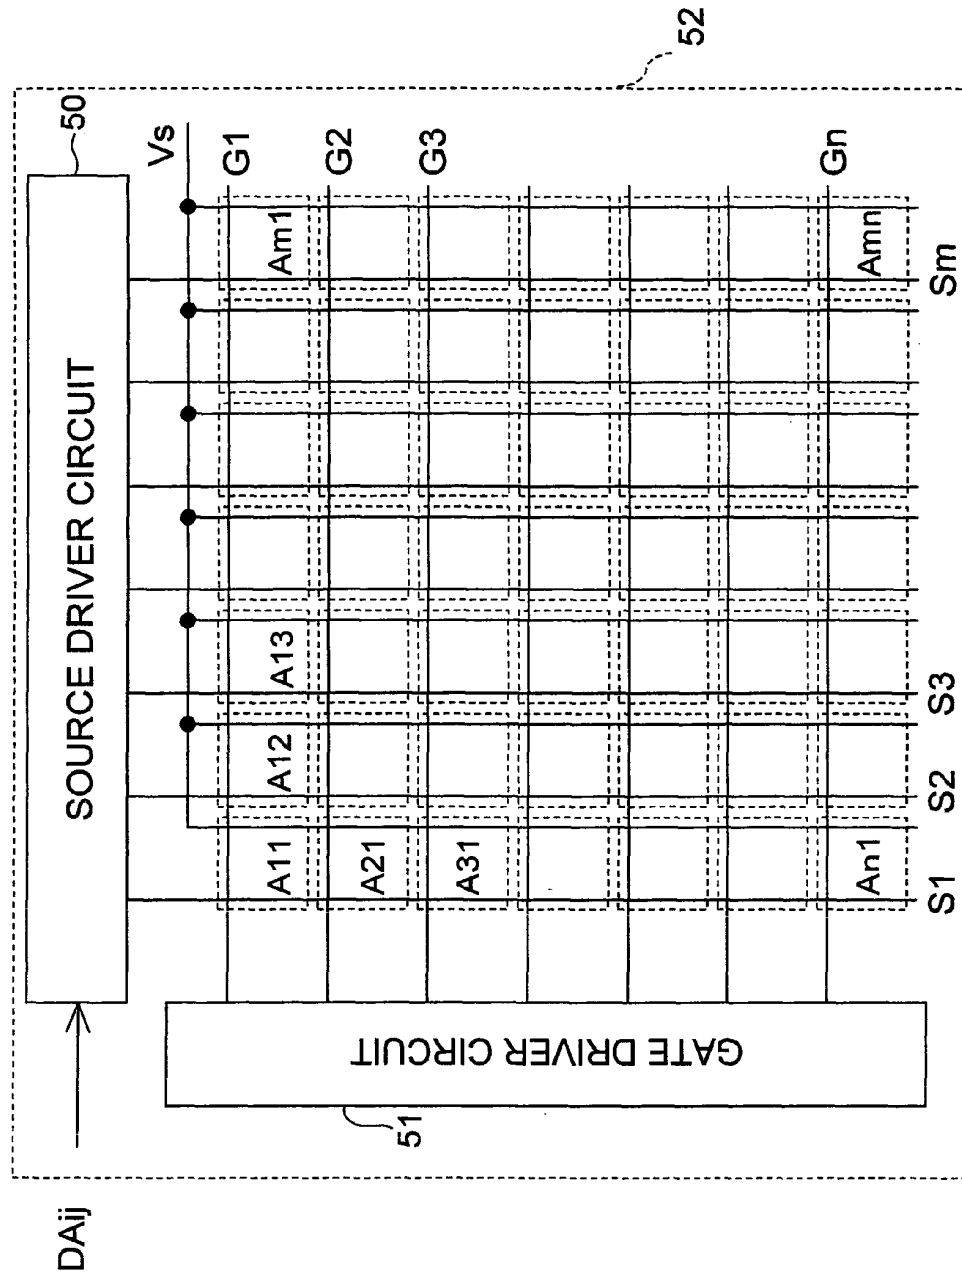 50
SOURCE DRIVER CIRCUIT
DAij
Vs
G1
A11
A12
A13
Am1
G2
A21
G3
A31
51
GATE DRIVER CIRCUIT
52
Gn
An1
Amn
S1
S2
S3
Sm